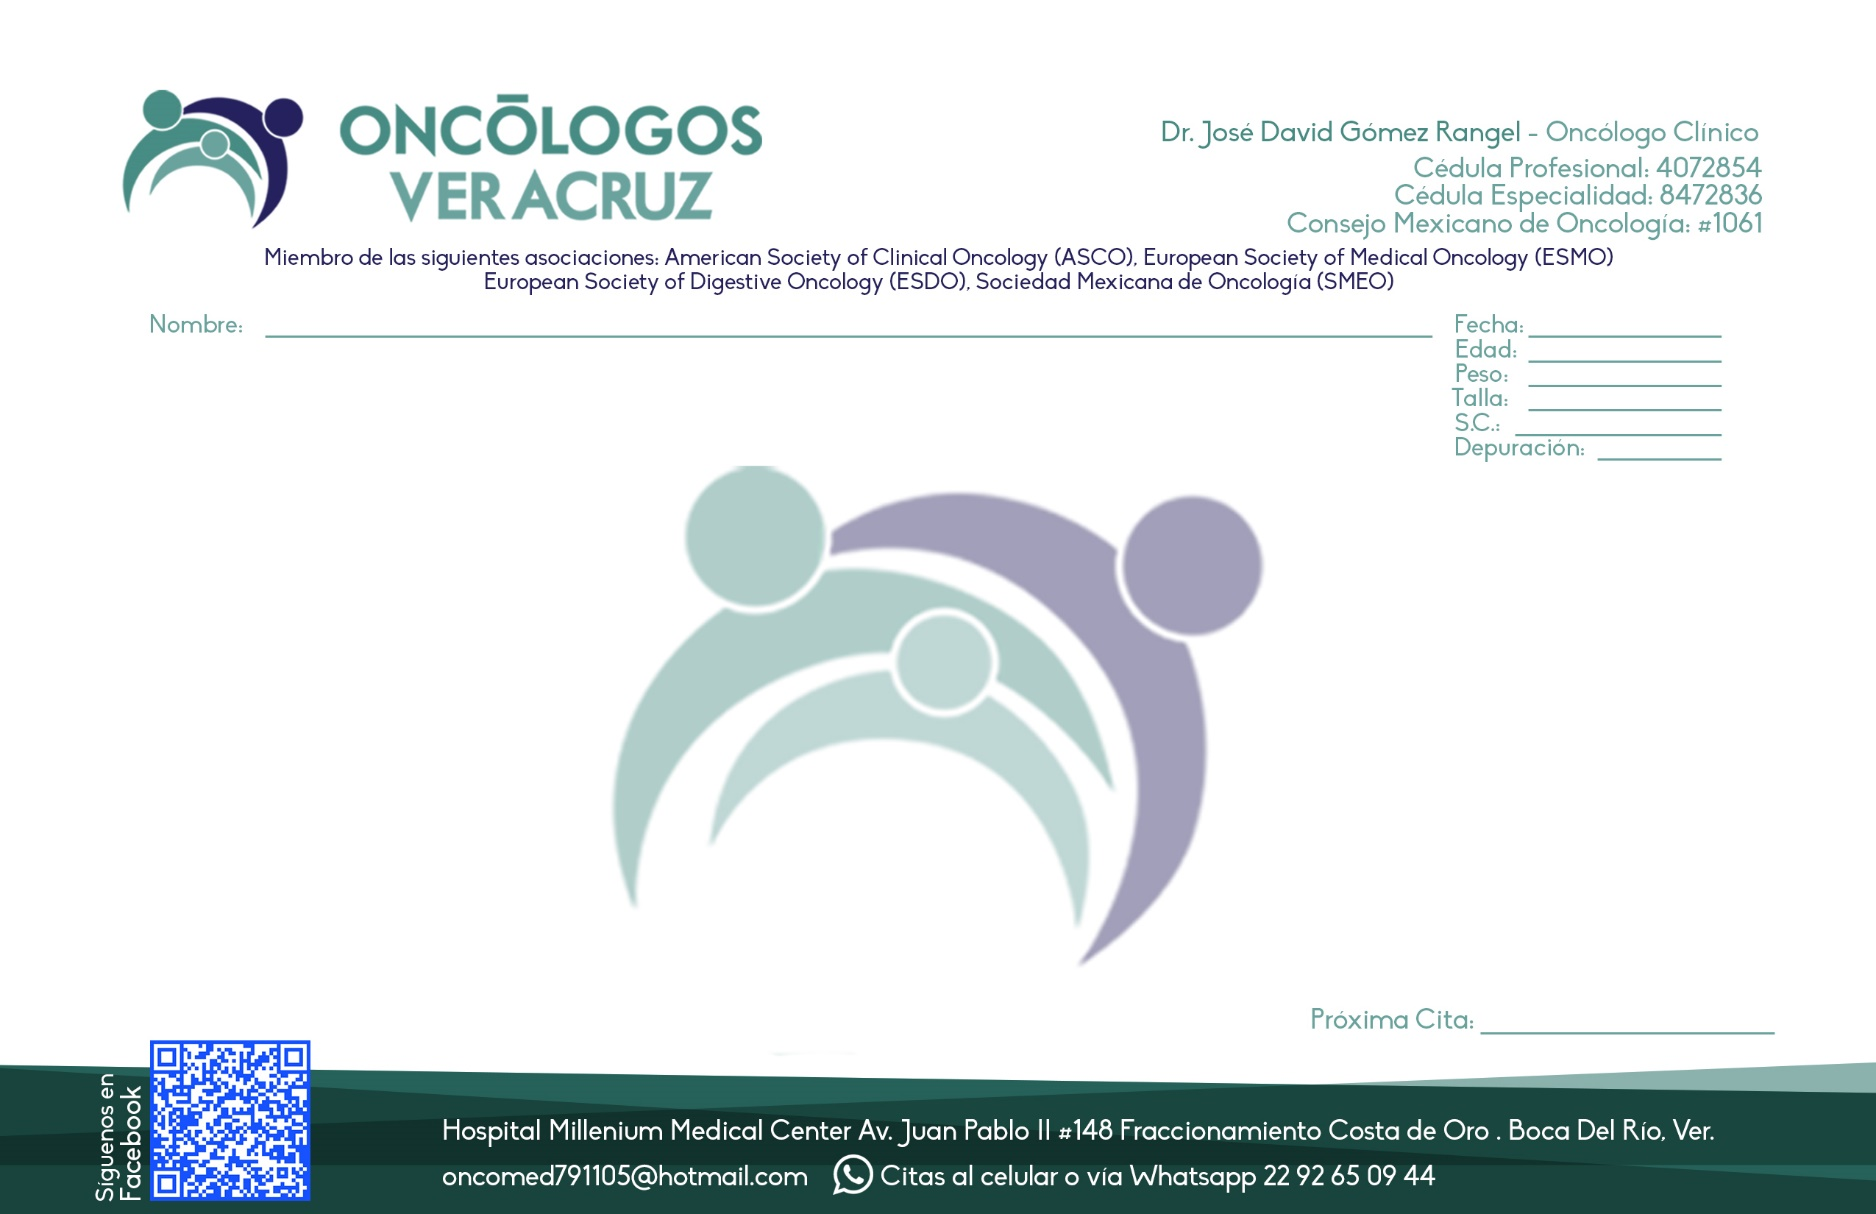 ONCŌLOGOS
VERACRUZ
Dr. José David Gómez Rangel - Oncólogo Clínico
Cédula Profesional: 4072854
Cédula Especialidad: 8472836
Consejo Mexicano de Oncología: #1061
Miembro de las siguientes asociaciones: American Society of Clinical Oncology (ASCO), European Society of Medical Oncology (ESMO)
European Society of Digestive Oncology (ESDO), Sociedad Mexicana de Oncología (SMEO)
Nombre:
Fecha:
Edad:
Peso:
Talla:
S.C.:
Depuración:
Próxima Cita:
Síguenos en
Facebook
Hospital Millenium Medical Center Av. Juan Pablo II #148 Fraccionamiento Costa de Oro . Boca Del Río, Ver.
oncomed791105@hotmail.com Citas al celular o vía Whatsapp 22 92 65 09 44